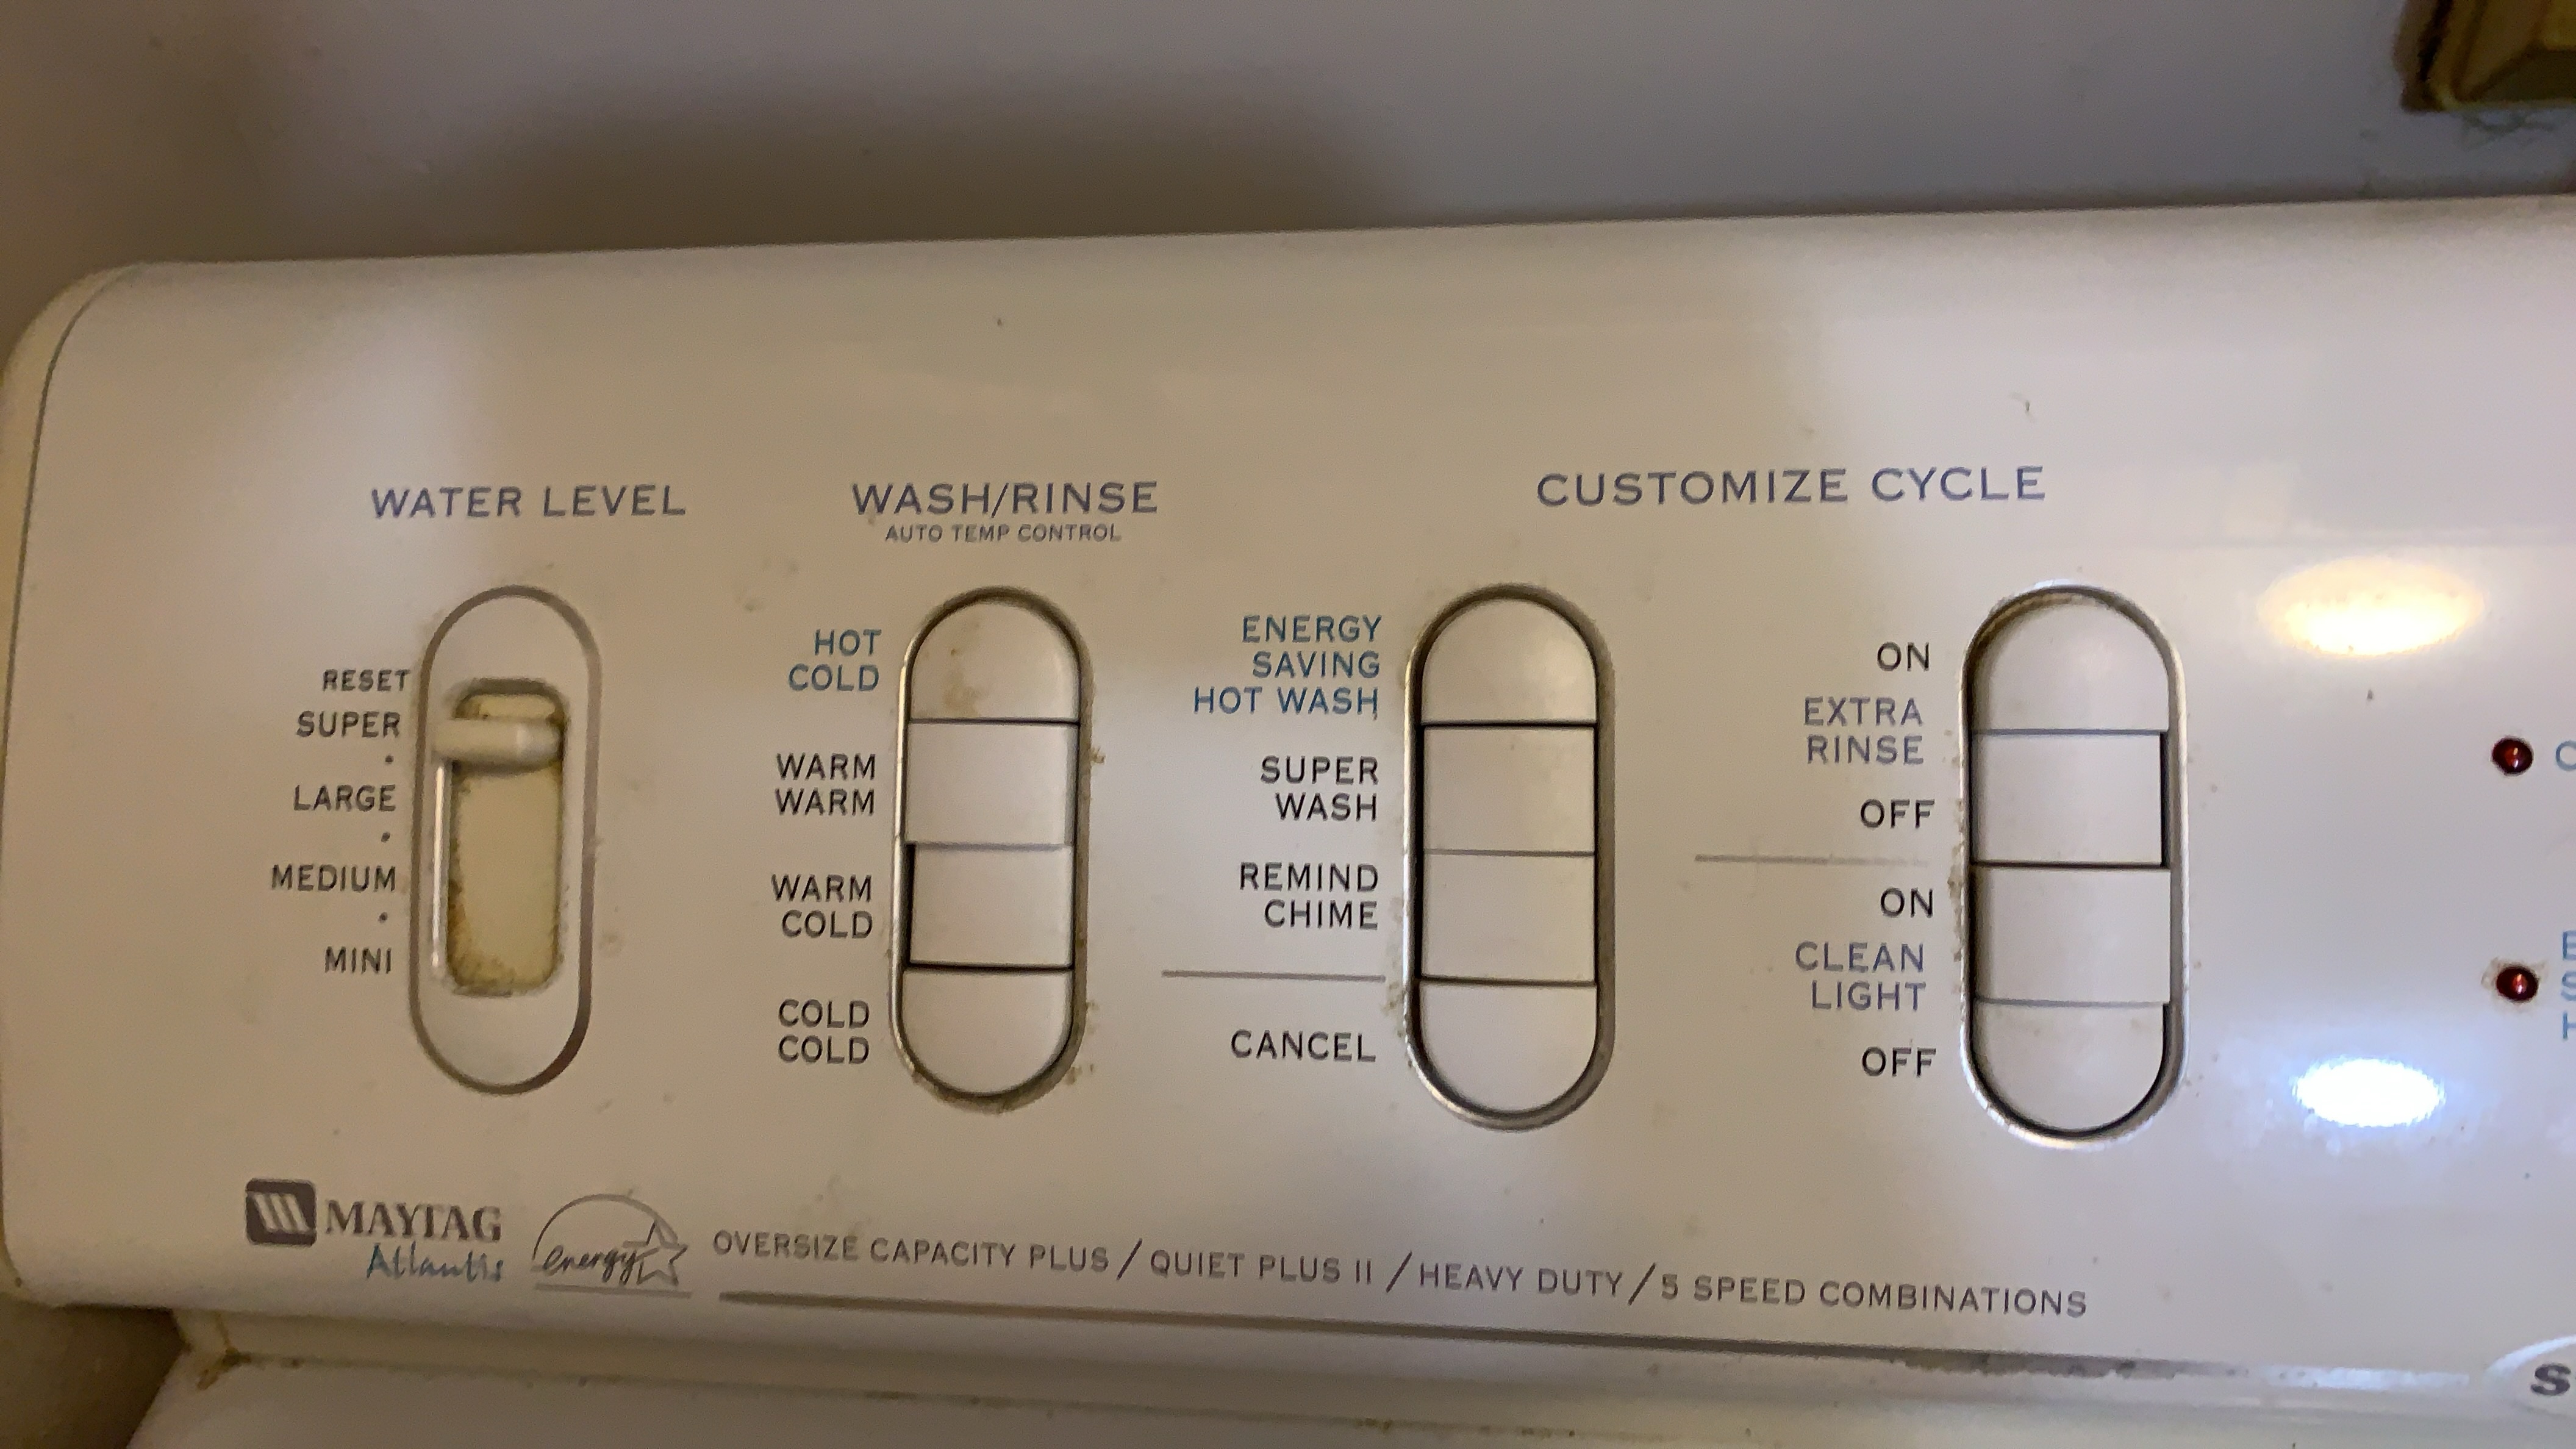 WATER LEVEL
RESET
SUPER
LARGE
MEDIUM
MINI
WASH/RINSE
AUTO TEMP CONTROL
HOT
COLD
WARM
WARM
WARM
COLD
COLD
COLD
CUSTOMIZE CYCLE
ENERGY
SAVING
HOT WASH
SUPER
WASH
REMIND
CHIME
CANCEL
ON
EXTRA
RINSE
OFF
ON
CLEAN
LIGHT
OFF
MAYTAG
Atlantis
energy
OVERSIZE CAPACITY PLUS / QUIET PLUS II / HEAVY DUTY / 5 SPEED COMBINATIONS